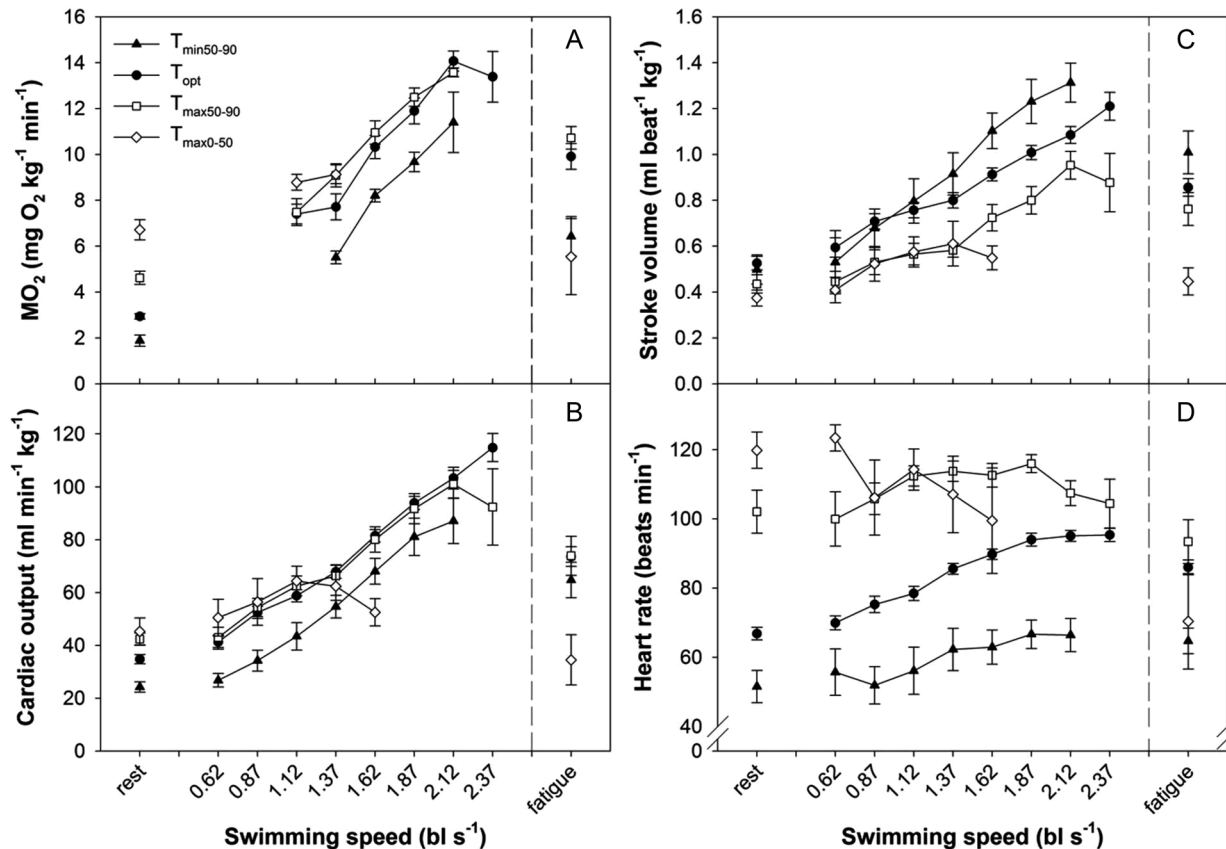 A
T min50-90
T opt
T max50-90
T max0-50
MO2 (mg O2 kg-1 min-1)
16
14
12
10
8
6
4
2
0
C
Stroke volume (ml beat-1 kg-1)
1.6
1.4
1.2
1.0
0.8
0.6
0.4
0.2
0.0
B
Cardiac output (ml min-1 kg-1)
120
100
80
60
40
20
0
rest
0.62
0.87
1.12
1.37
1.62
1.87
2.12
2.37
fatigue
Swimming speed (bl s-1)
D
Heart rate (beats min-1)
120
100
80
60
40
0
rest
0.62
0.87
1.12
1.37
1.62
1.87
2.12
2.37
fatigue
Swimming speed (bl s-1)